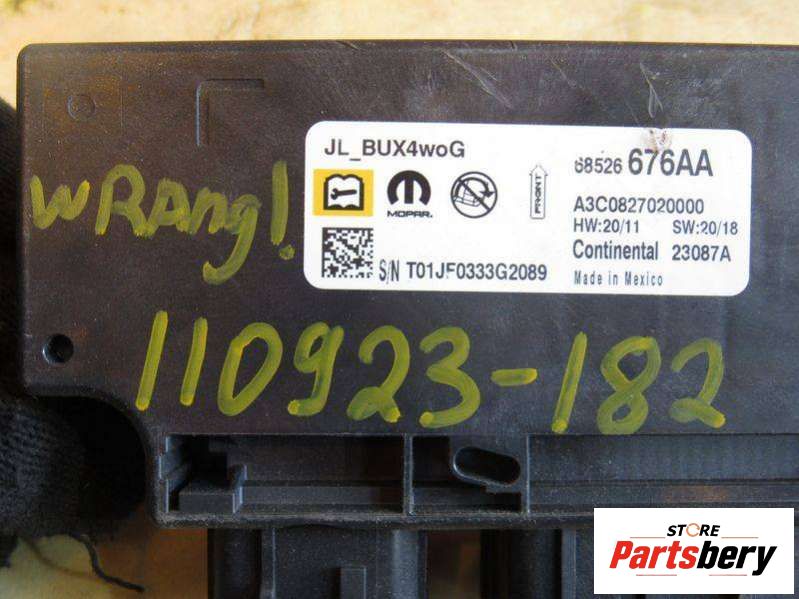 JL_BUX4woG
68526 676AA
MOPAR
FRONT
A3C0827020000
HW:20/11 SW:20/18
Continental 23087A
Made in Mexico
S/N T01JF0333G2089
WRAng!
110923-182
STORE
Partsbery